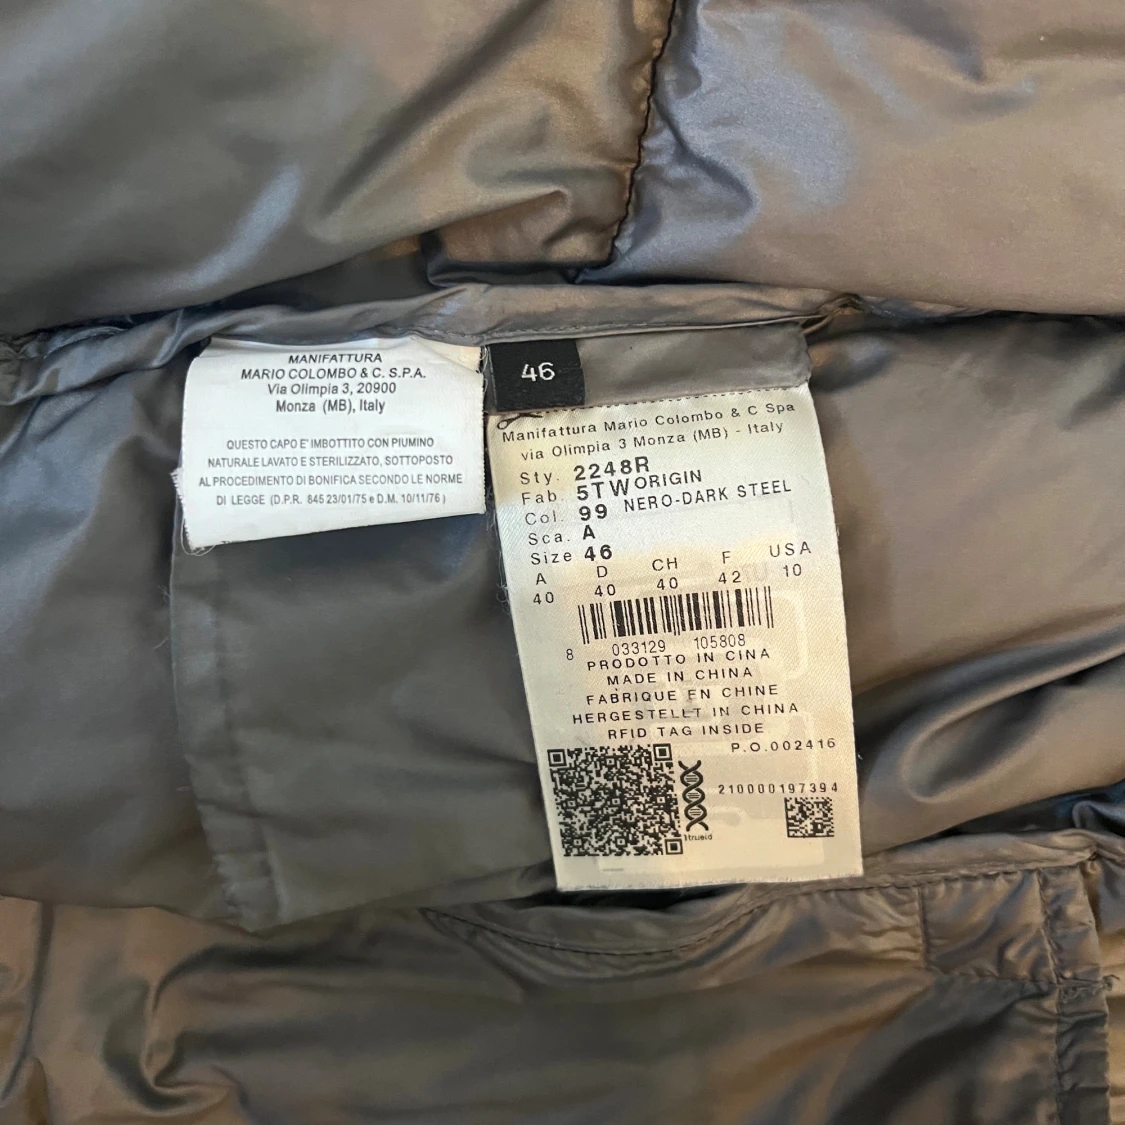 MANIFATTURA
MARIO COLOMBO & C. S.P.A.
Via Olimpia 3, 20900
Monza (MB), Italy
QUESTO CAPO E' IMBOTTITO CON PIUMINO
NATURALE LAVATO E STERILIZZATO, SOTTOPOSTO
AL PROCEDIMENTO DI BONIFICA SECONDO LE NORME
DI LEGGE (D.P.R. 845 23/01/75 e D.M. 10/11/76 )
46
Manifattura Mario Colombo & C Spa
via Olimpia 3 Monza (MB) - Italy
Sty. 2248R
Fab. 5TWORIGIN
Col. 99 NERO-DARK STEEL
Sca. A
Size 46
A D CH F USA
40 40 40 42 10
8 033129 105808
PRODOTTO IN CINA
MADE IN CHINA
FABRIQUE EN CHINE
HERGESTELLT IN CHINA
RFID TAG INSIDE
P.O.002416
210000197394
1trueid